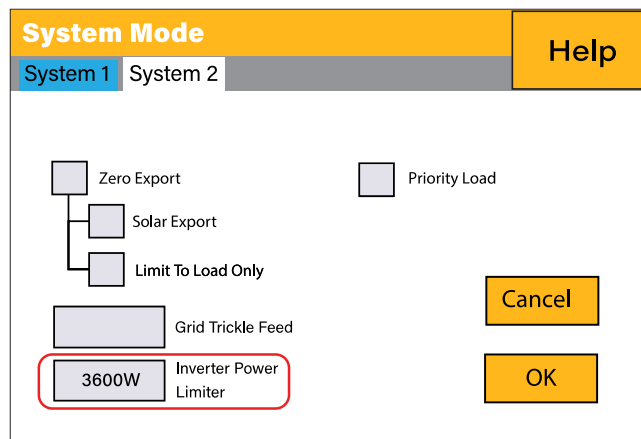 System Mode
Help
System 1 System 2
Zero Export
Priority Load
Solar Export
Limit To Load Only
Cancel
Grid Trickle Feed
3600W
Inverter Power
Limiter
OK